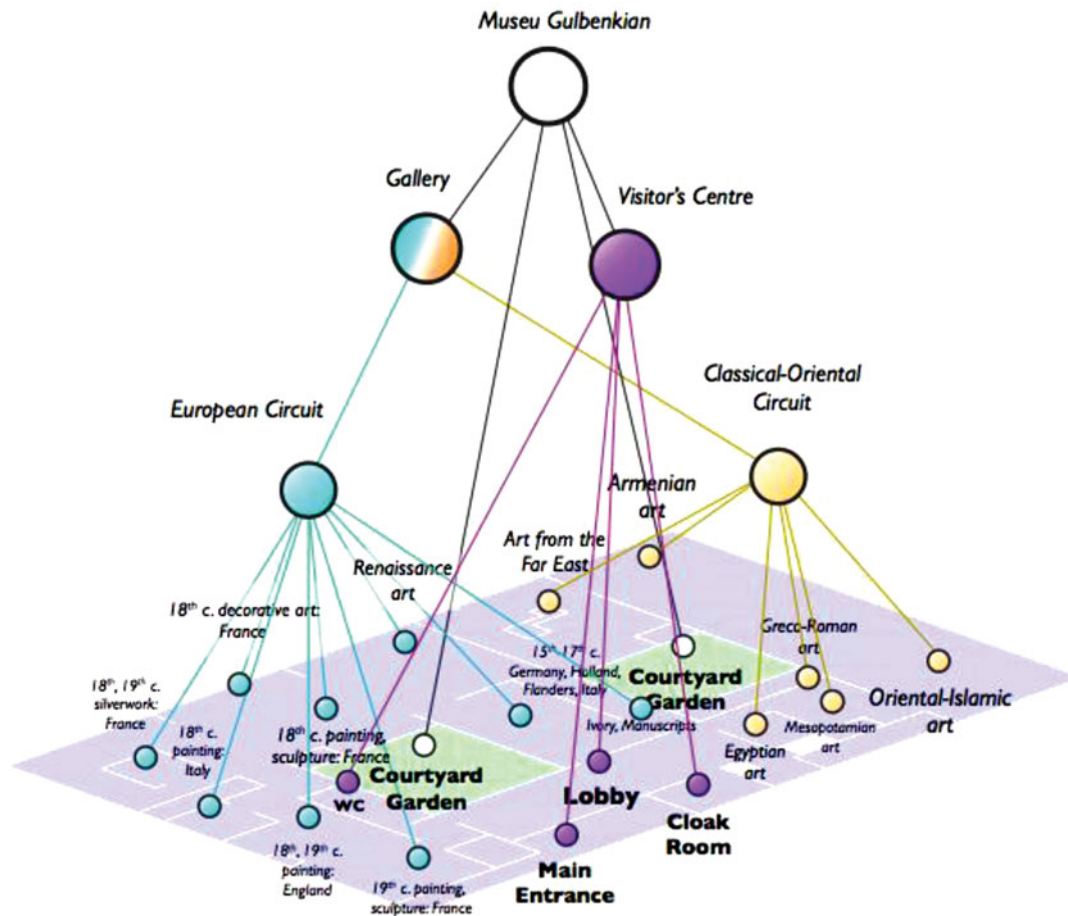 Museu Gulbenkian
Gallery
Visitor's Centre
European Circuit
Classical-Oriental
Circuit
Armenian
art
Art from the
Far East
Renaissance
art
18th c. decorative art:
France
15th-17th c.
Germany, Holland,
Flanders, Italy
Courtyard
Garden
Greco-Roman
art
Oriental-Islamic
art
18th, 19th c.
silverwork:
France
18th c.
painting:
Italy
18th c. painting,
sculpture: France
Ivory, Manuscripts
Mesopotamian
art
Egyptian
art
WC
Courtyard
Garden
Lobby
Cloak
Room
Main
Entrance
18th, 19th c.
painting:
England
19th c. painting,
sculpture: France